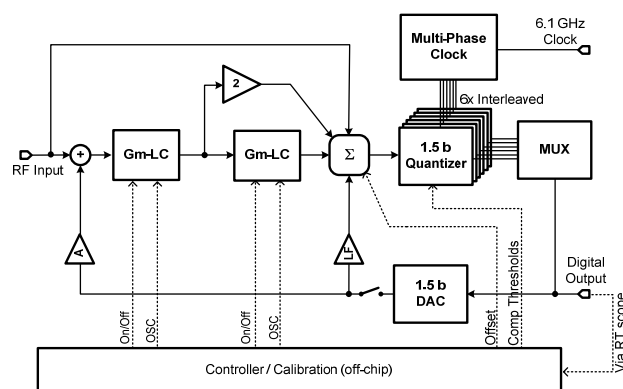 Multi-Phase
Clock
6.1 GHz
Clock
2
6x Interleaved
RF Input
+
Gm-LC
Gm-LC
Σ
1.5 b
Quantizer
MUX
A
LF
1.5 b
DAC
Digital
Output
On/Off
OSC
On/Off
OSC
Offset
Comp Thresholds
Via RT scope
Controller / Calibration (off-chip)